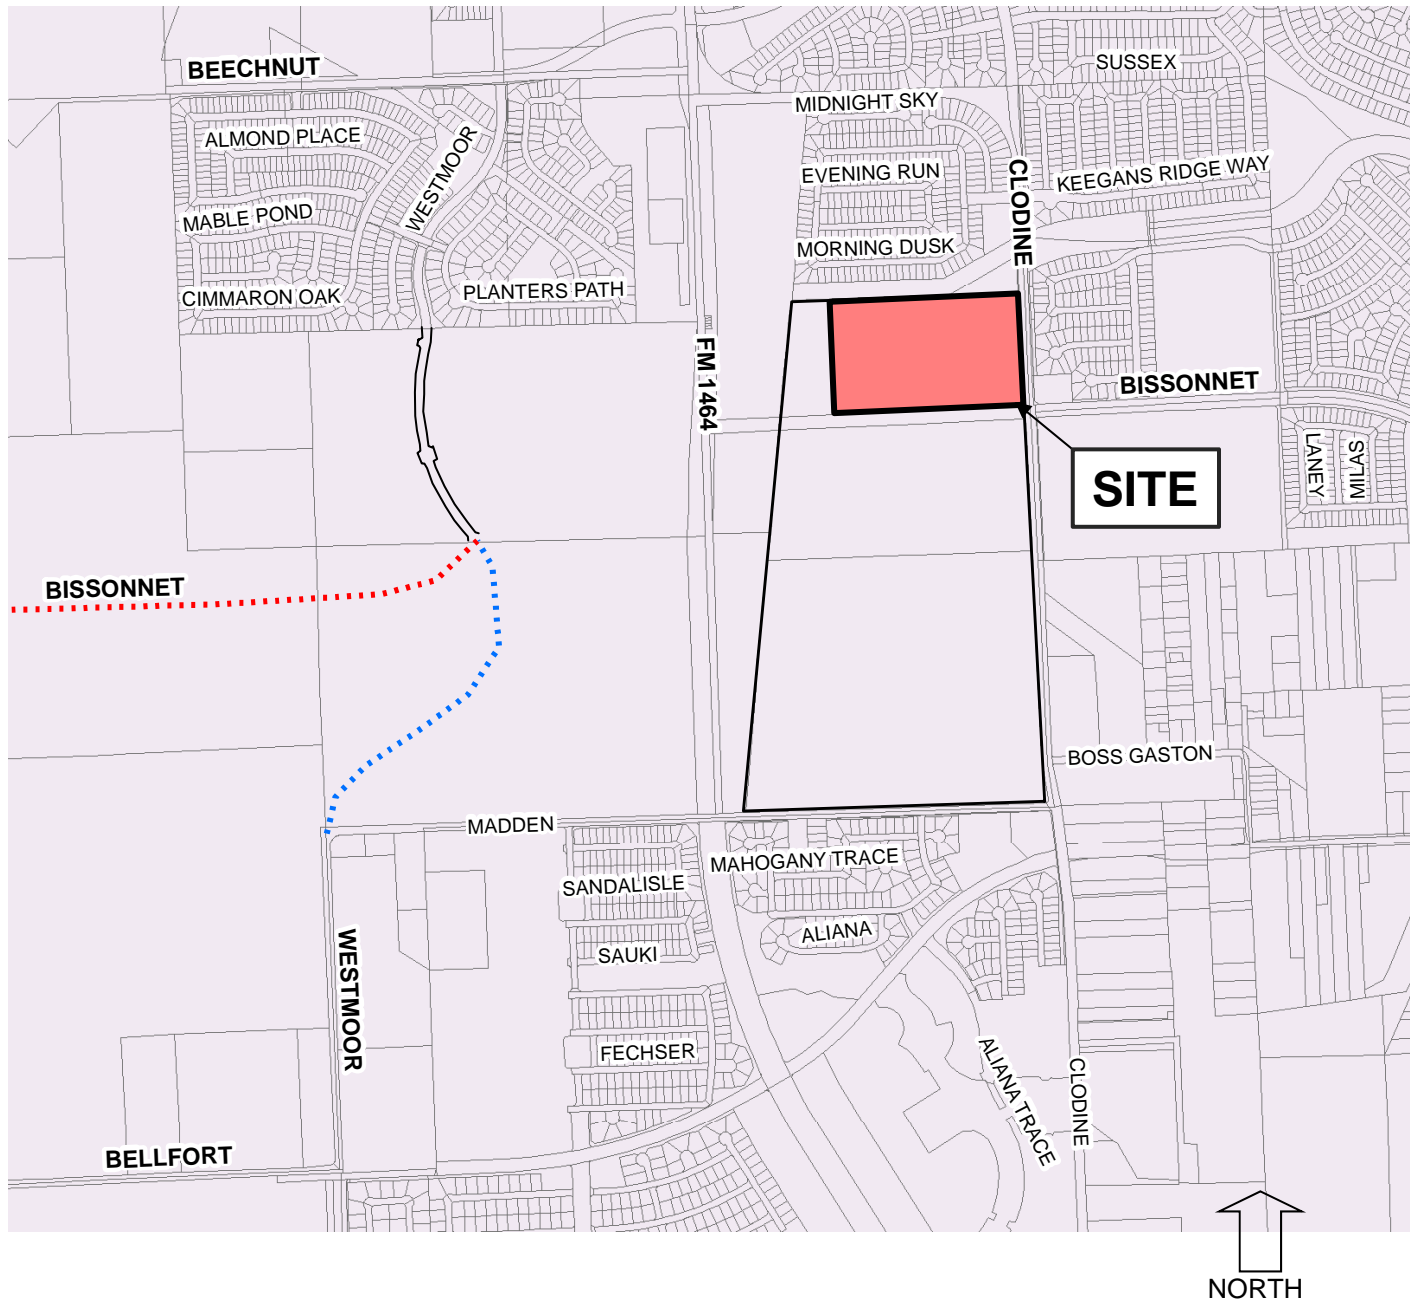 BEECHNUT
SUSSEX
MIDNIGHT SKY
ALMOND PLACE
WESTMOOR
EVENING RUN
CLODINE
KEEGANS RIDGE WAY
MABLE POND
MORNING DUSK
CIMMARON OAK
PLANTERS PATH
FM 1464
BISSONNET
LANEY
MILAS
SITE
BISSONNET
BOSS GASTON
MADDEN
MAHOGANY TRACE
SANDALISLE
ALIANA
SAUKI
WESTMOOR
FECHSER
ALIANA TRACE
CLODINE
BELLFORT
NORTH